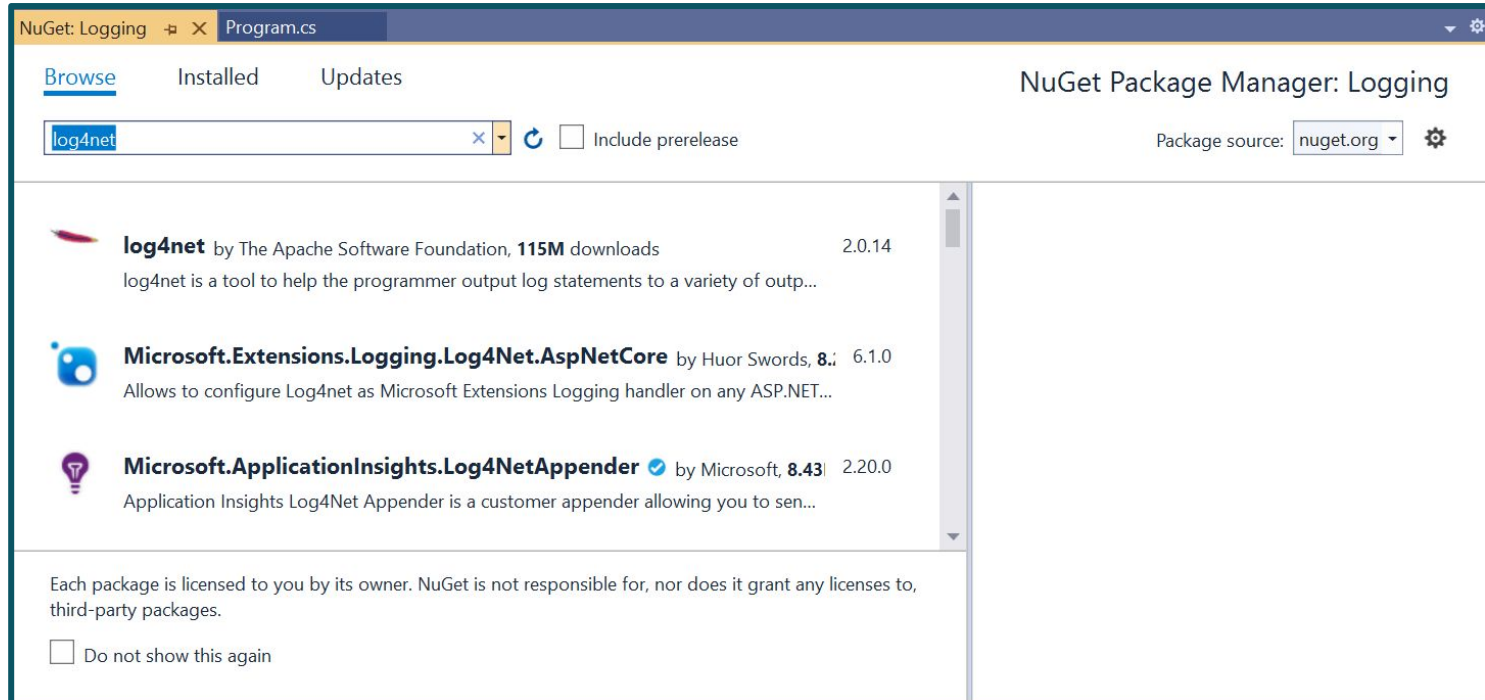 NuGet: Logging
Program.cs
Browse Installed Updates
NuGet Package Manager: Logging
log4net
Include prerelease
Package source: nuget.org
log4net by The Apache Software Foundation, 115M downloads 2.0.14
log4net is a tool to help the programmer output log statements to a variety of outp...
Microsoft.Extensions.Logging.Log4Net.AspNetCore by Huor Swords, 8. 6.1.0
Allows to configure Log4net as Microsoft Extensions Logging handler on any ASP.NET...
Microsoft.ApplicationInsights.Log4NetAppender by Microsoft, 8.43 2.20.0
Application Insights Log4Net Appender is a customer appender allowing you to sen...
Each package is licensed to you by its owner. NuGet is not responsible for, nor does it grant any licenses to,
third-party packages.
Do not show this again